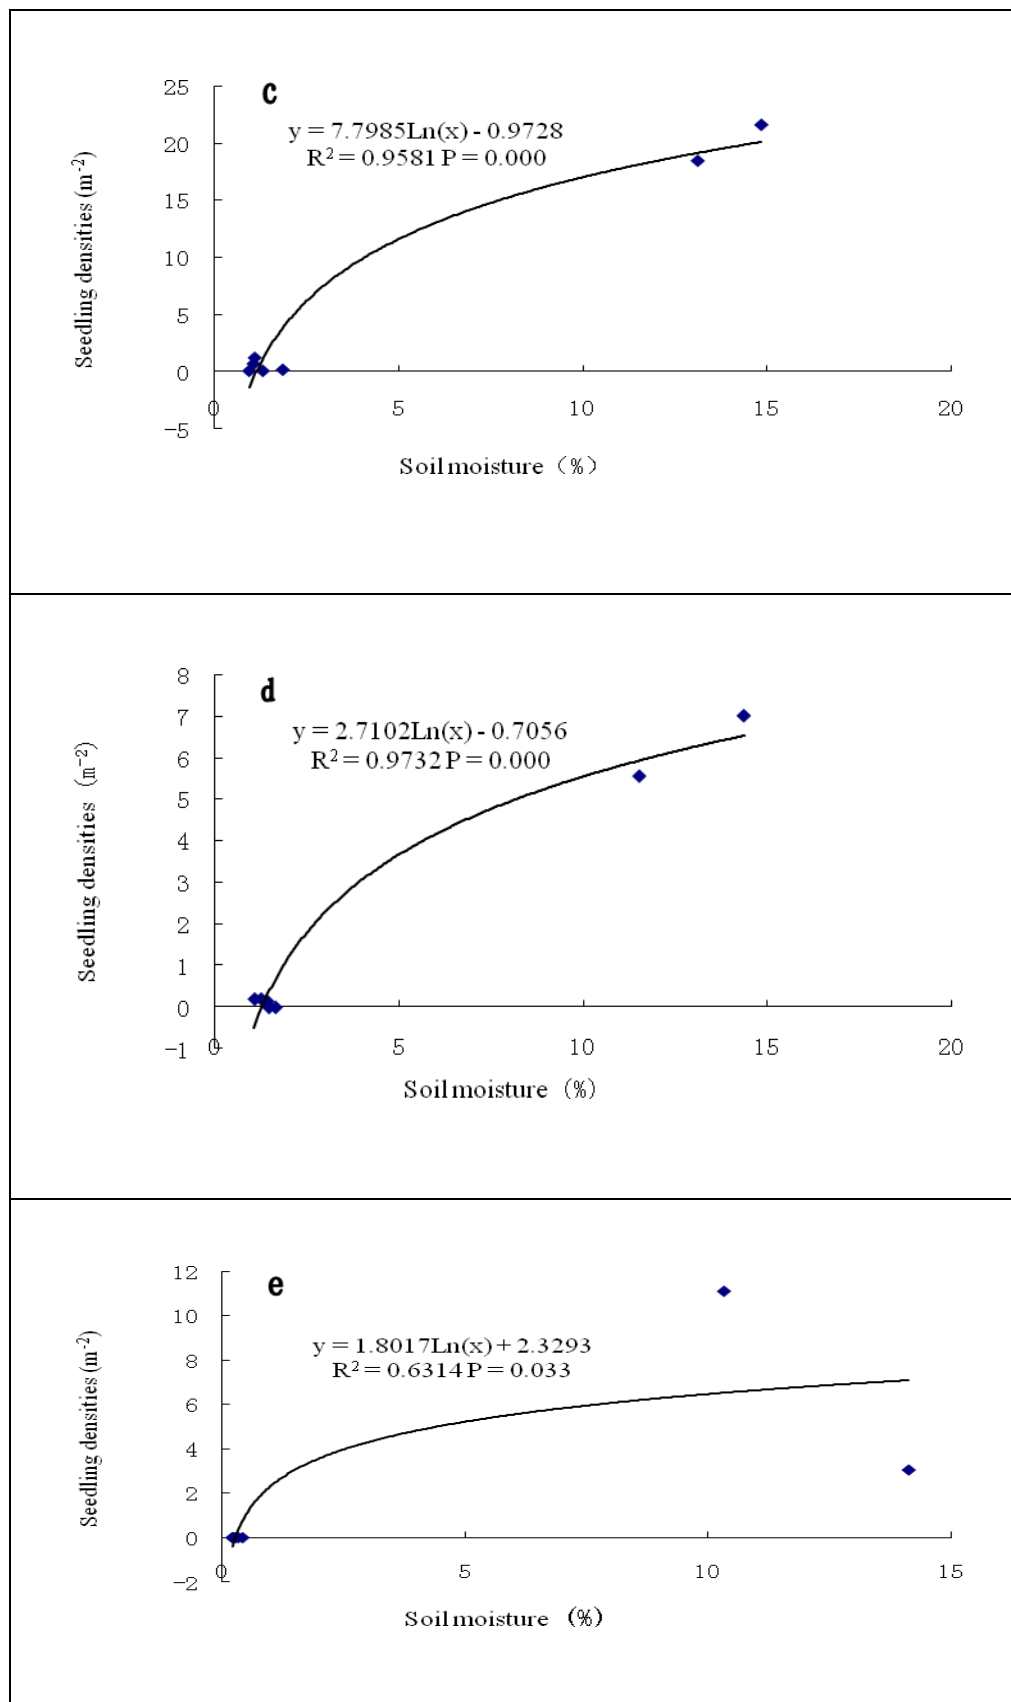 c
y = 7.7985Ln(x) - 0.9728
R² = 0.9581 P = 0.000
Seedling densities (m⁻²)
25
20
15
10
5
0
-5
0 5 10 15 20
Soil moisture (%)
d
y = 2.7102Ln(x) - 0.7056
R² = 0.9732 P = 0.000
Seedling densities (m⁻²)
8
7
6
5
4
3
2
1
0
-1
0 5 10 15 20
Soil moisture (%)
e
y = 1.8017Ln(x) + 2.3293
R² = 0.6314 P = 0.033
Seedling densities (m⁻²)
12
10
8
6
4
2
0
-2
0 5 10 15
Soil moisture (%)